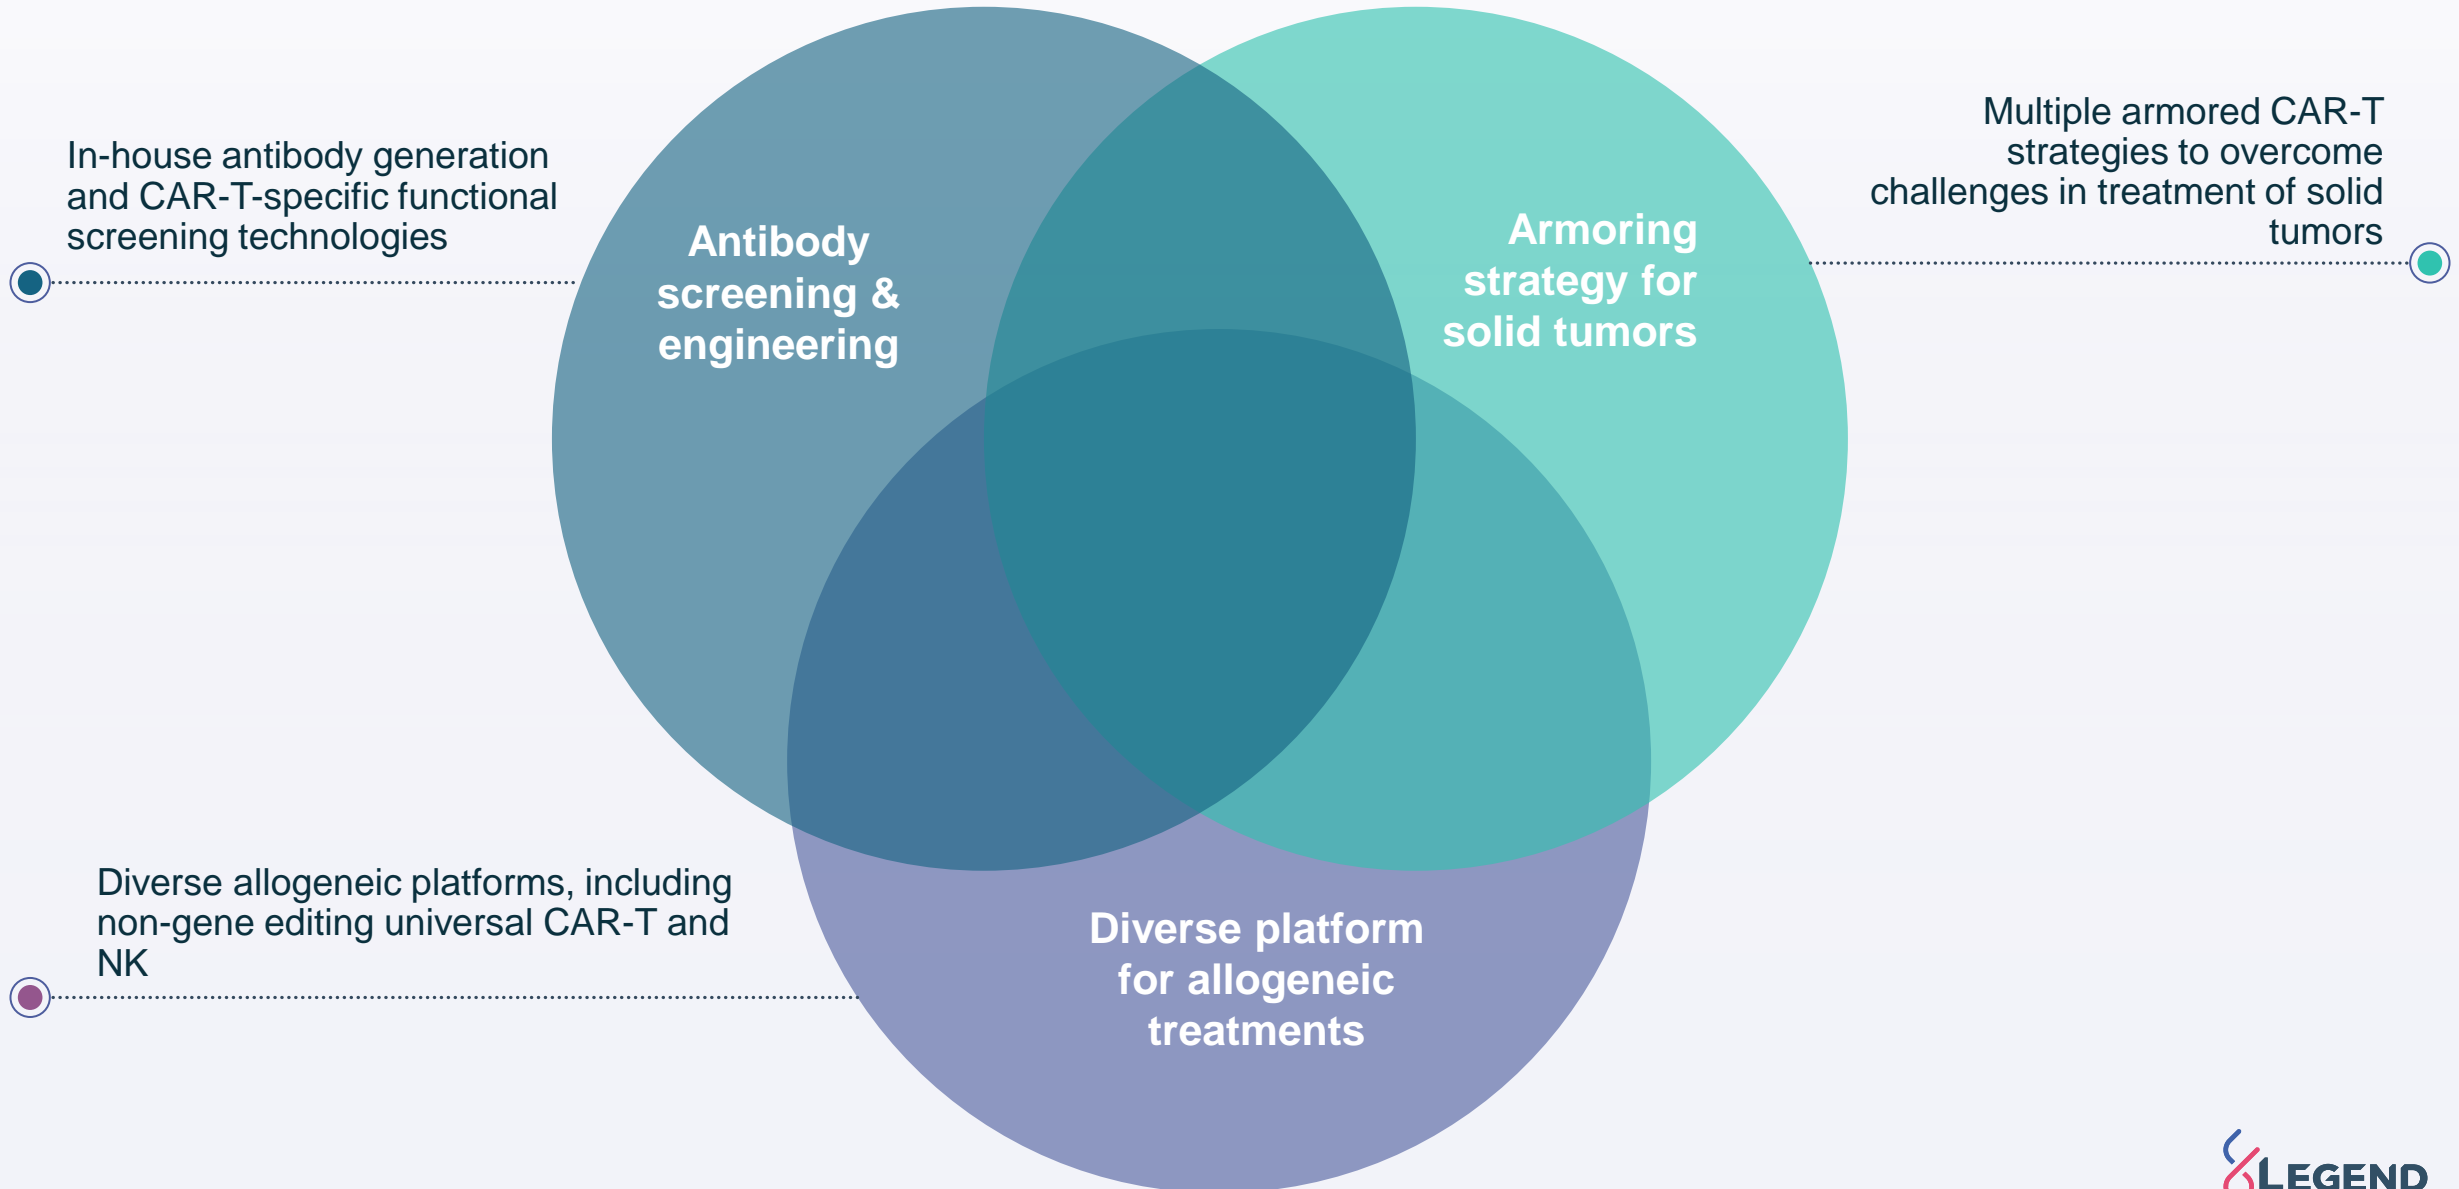 In-house antibody generation
and CAR-T-specific functional
screening technologies
Antibody
screening &
engineering
Armoring
strategy for
solid tumors
Multiple armored CAR-T
strategies to overcome
challenges in treatment of solid
tumors
Diverse allogeneic platforms, including
non-gene editing universal CAR-T and
NK
Diverse platform
for allogeneic
treatments
LEGEND